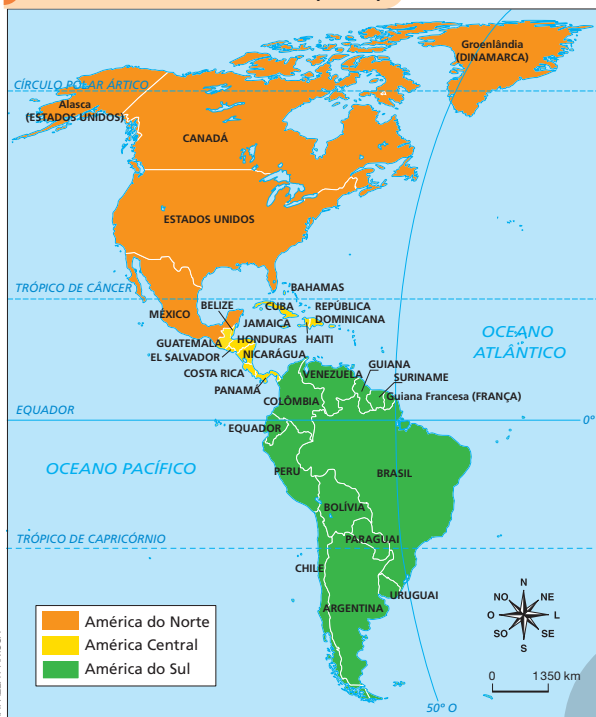 Groenlândia
(DINAMARCA)
CÍRCULO POLAR ÁRTICO
Alasca
(ESTADOS UNIDOS)
CANADÁ
ESTADOS UNIDOS
TRÓPICO DE CÂNCER
BAHAMAS
MÉXICO
BELIZE
CUBA
REPÚBLICA
DOMINICANA
JAMAICA
HAITI
GUATEMALA
HONDURAS
EL SALVADOR
NICARÁGUA
COSTA RICA
PANAMÁ
VENEZUELA
GUIANA
SURINAME
Guiana Francesa (FRANÇA)
COLÔMBIA
OCEANO
ATLÂNTICO
EQUADOR
0°
EQUADOR
OCEANO PACÍFICO
PERU
BRASIL
BOLÍVIA
TRÓPICO DE CAPRICÓRNIO
PARAGUAI
CHILE
URUGUAI
ARGENTINA
N
NO
NE
O
L
SO
SE
S
América do Norte
América Central
América do Sul
0
1 350 km
50° O